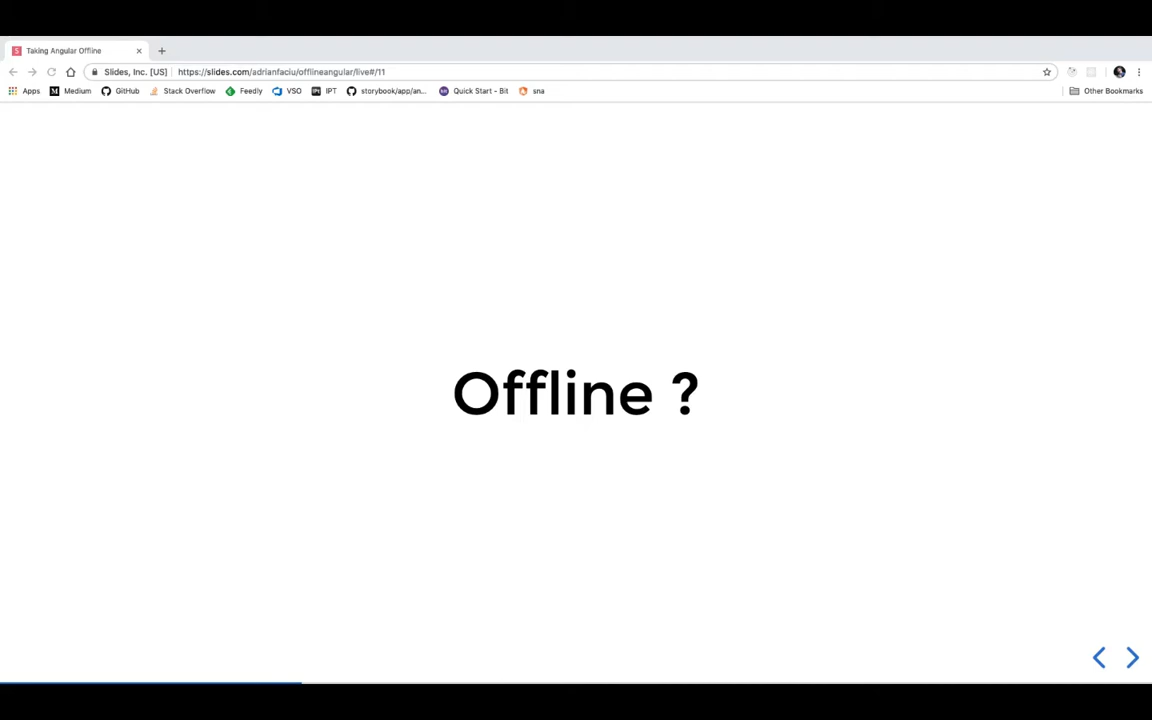 Taking Angular Offline
Slides, Inc. [US] https://slides.com/adrianfaciu/offlineangular/live#/11
Apps Medium GitHub Stack Overflow Feedly VSO IPT storybook/app/an... Quick Start - Bit sna Other Bookmarks
Offline ?